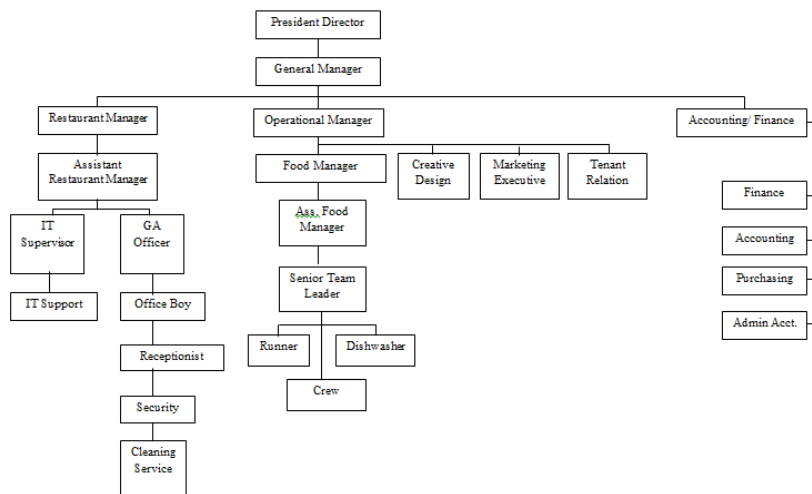 President Director
General Manager
Restaurant Manager
Operational Manager
Accounting/ Finance
Assistant
Restaurant Manager
Food Manager
Creative
Design
Marketing
Executive
Tenant
Relation
IT
Supervisor
GA
Officer
Ass. Food
Manager
Finance
Accounting
Senior Team
Leader
Purchasing
IT Support
Office Boy
Admin Acct.
Runner
Dishwasher
Receptionist
Crew
Security
Cleaning
Service